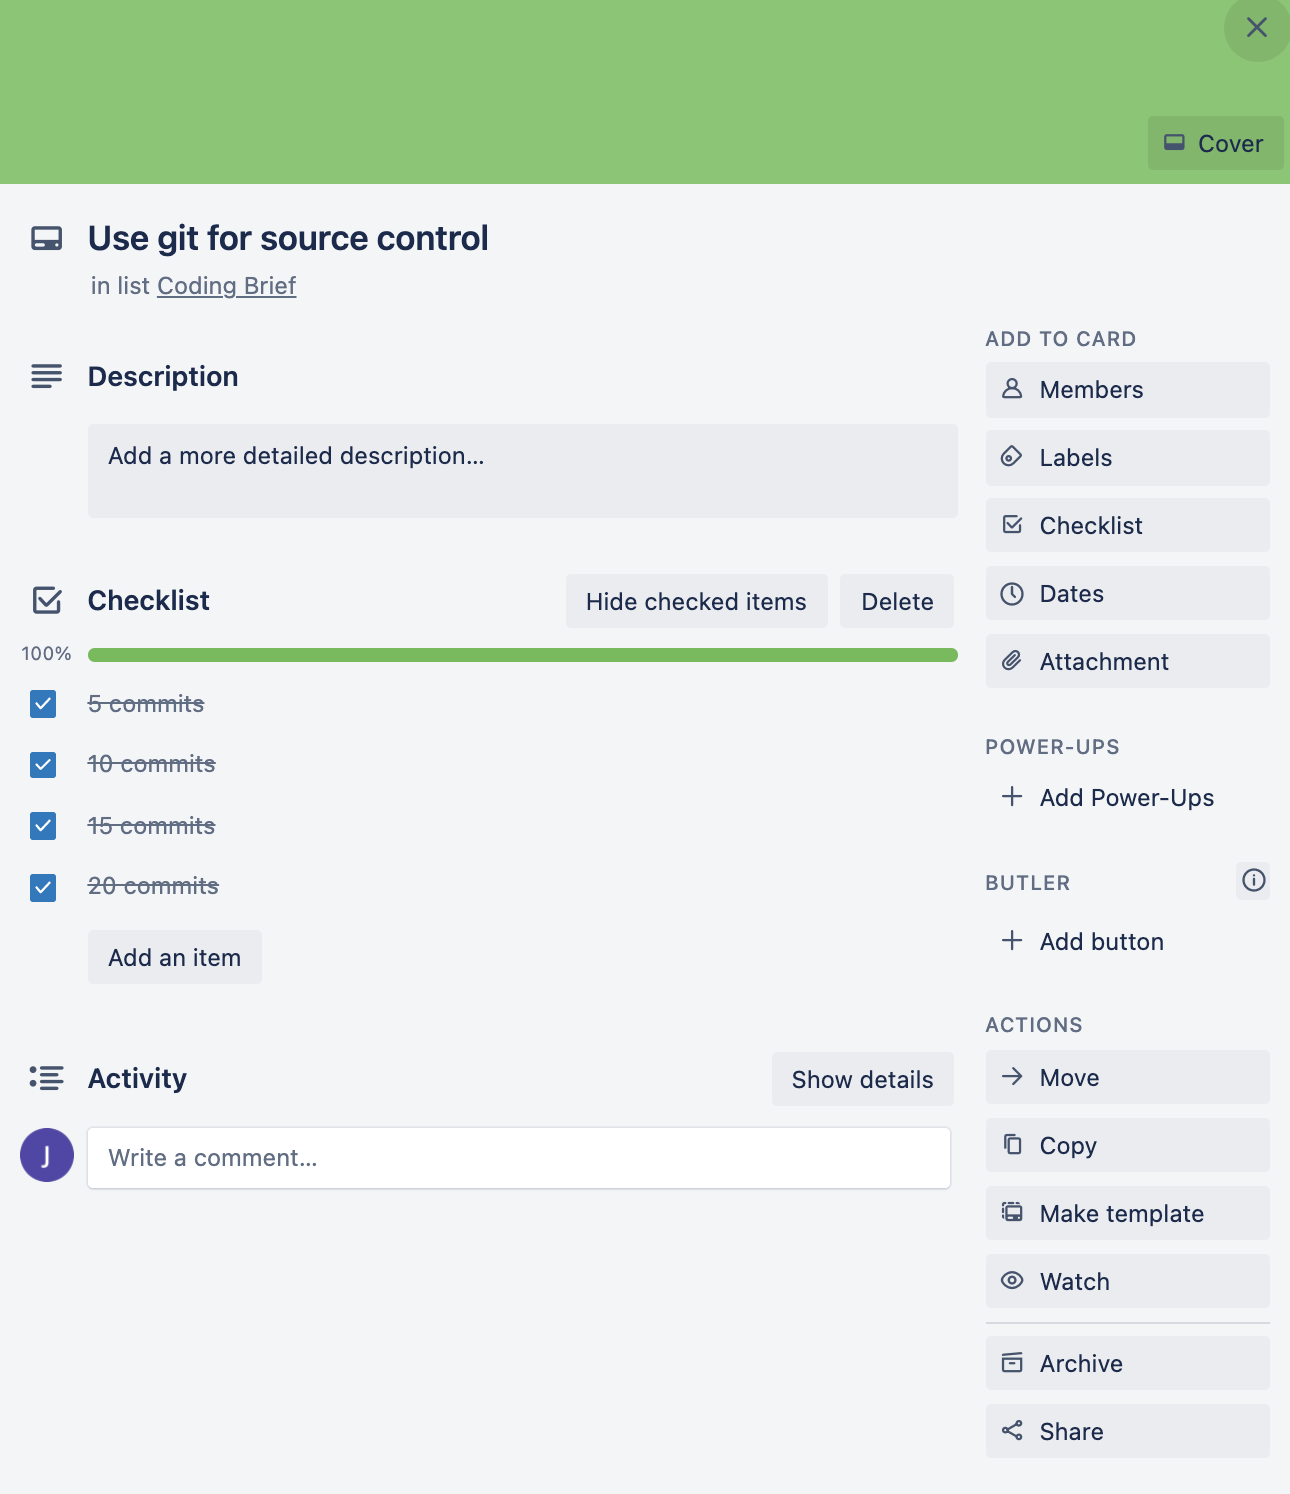 Cover
Use git for source control
in list Coding Brief
Description
Add a more detailed description...
Checklist
Hide checked items
Delete
100%
5 commits
10 commits
15 commits
20 commits
Add an item
Activity
Show details
J
Write a comment...
ADD TO CARD
Members
Labels
Checklist
Dates
Attachment
POWER-UPS
Add Power-Ups
BUTLER
Add button
ACTIONS
Move
Copy
Make template
Watch
Archive
Share